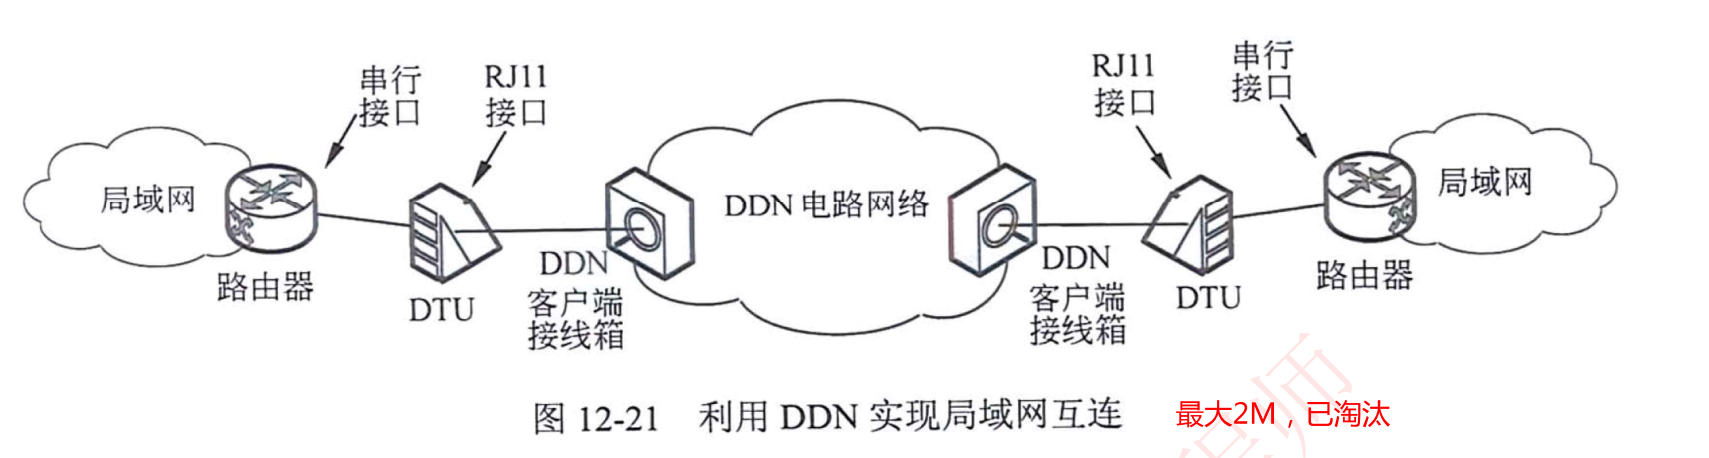 串行
接口
RJ11
接口
RJ11
接口
串行
接口
局域网
路由器
DTU
DDN
客户端
接线箱
DDN 电路网络
DDN
客户端
接线箱
DTU
路由器
局域网
图 12-21 利用 DDN 实现局域网互连
最大2M，已淘汰